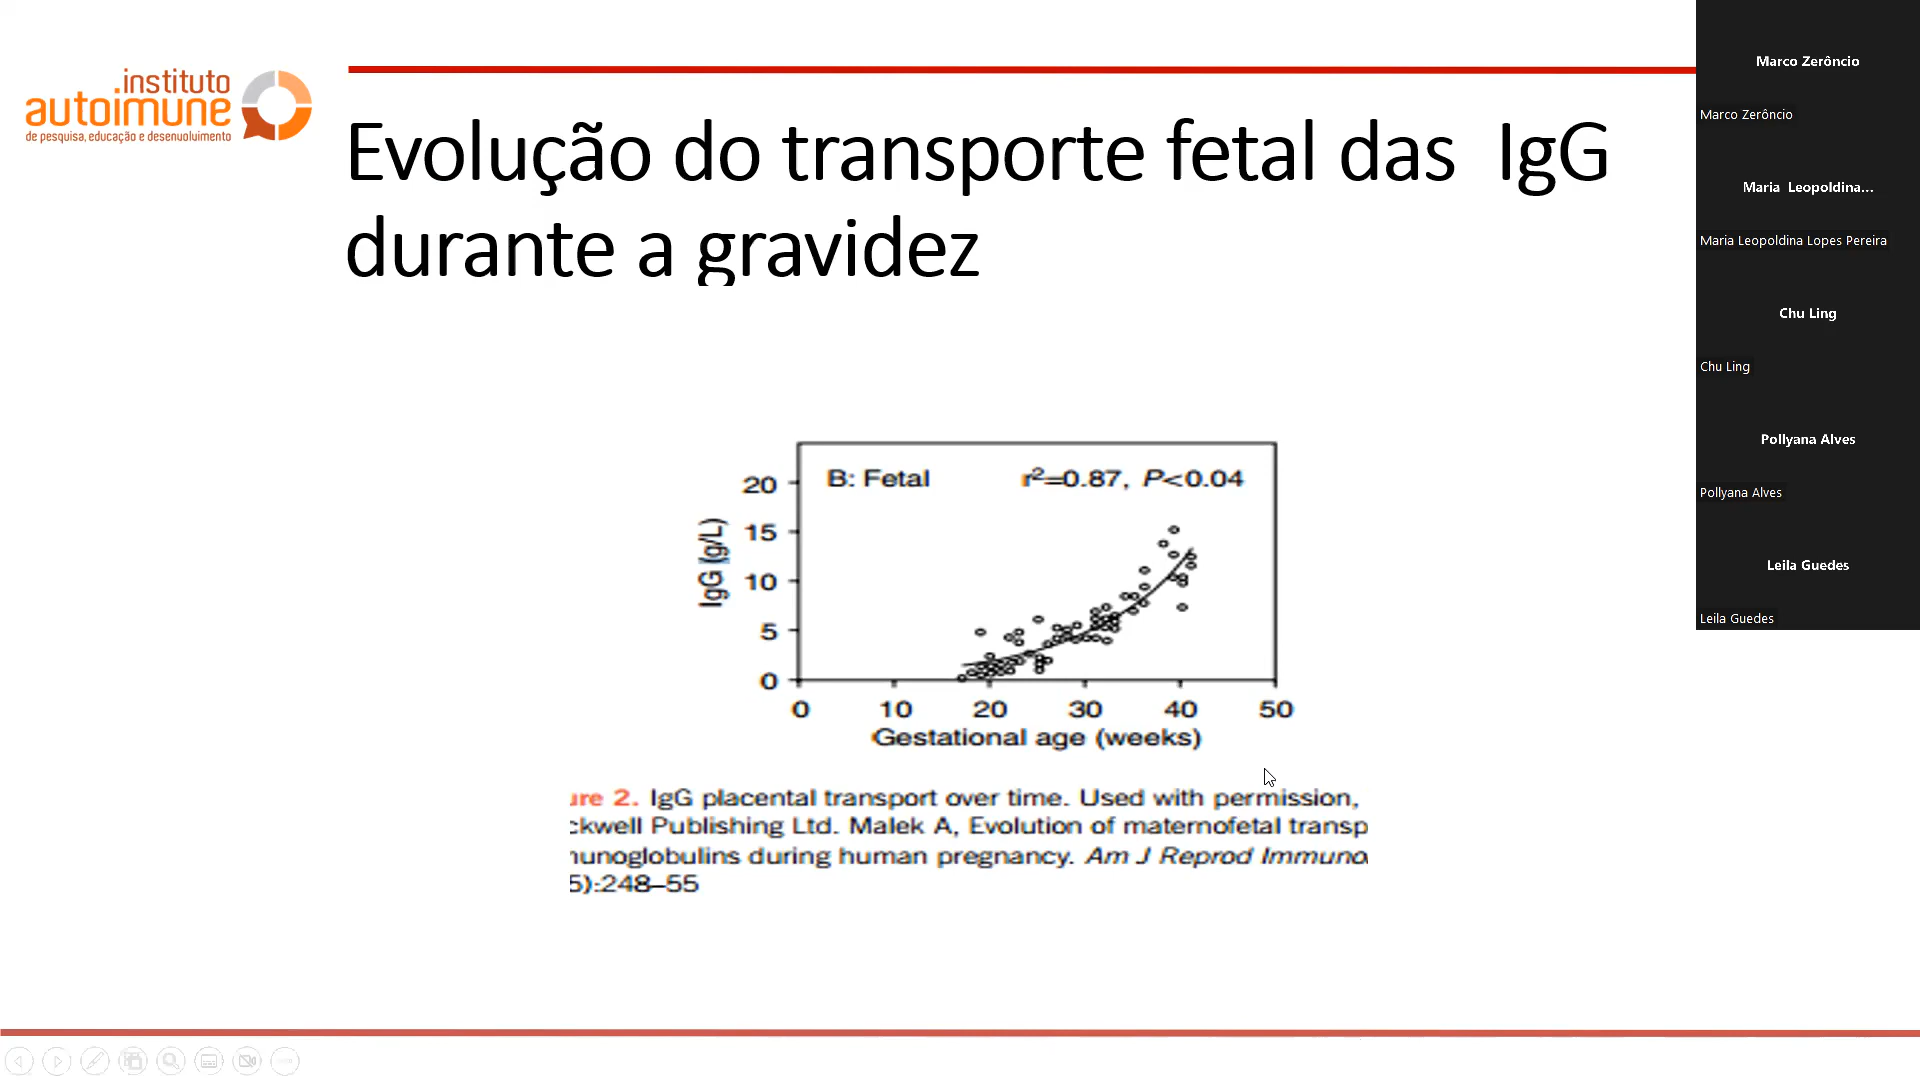 instituto
autoimune
de pesquisa, educação e desenvolvimento
Evolução do transporte fetal das IgG
durante a gravidez
B: Fetal r²=0.87, P<0.04
IgG (g/L)
20
15
10
5
0
0 10 20 30 40 50
Gestational age (weeks)
ure 2. IgG placental transport over time. Used with permission,
ckwell Publishing Ltd. Malek A, Evolution of maternofetal transp
nunoglobulins during human pregnancy. Am J Reprod Immuno
5):248–55
Marco Zerôncio
Marco Zerôncio
Maria Leopoldina...
Maria Leopoldina Lopes Pereira
Chu Ling
Chu Ling
Pollyana Alves
Pollyana Alves
Leila Guedes
Leila Guedes